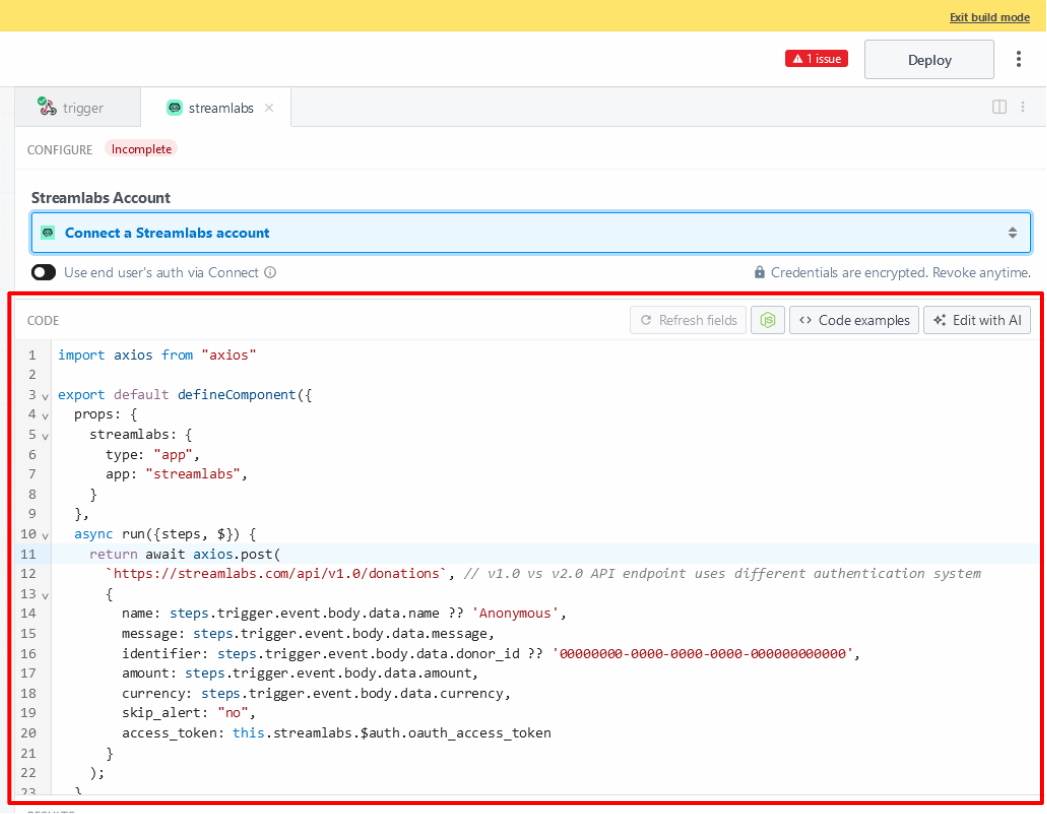 Exit build mode
1 issue
Deploy
trigger
streamlabs
CONFIGURE Incomplete
Streamlabs Account
Connect a Streamlabs account
Use end user's auth via Connect
Credentials are encrypted. Revoke anytime.
CODE
Refresh fields
JS
Code examples
Edit with AI
1 import axios from "axios"
2
3 export default defineComponent({
4   props: {
5     streamlabs: {
6       type: "app",
7       app: "streamlabs",
8     }
9   },
10   async run({steps, $}) {
11     return await axios.post(
12       `https://streamlabs.com/api/v1.0/donations`, // v1.0 vs v2.0 API endpoint uses different authentication system
13       {
14         name: steps.trigger.event.body.data.name ?? 'Anonymous',
15         message: steps.trigger.event.body.data.message,
16         identifier: steps.trigger.event.body.data.donor_id ?? '00000000-0000-0000-0000-000000000000',
17         amount: steps.trigger.event.body.data.amount,
18         currency: steps.trigger.event.body.data.currency,
19         skip_alert: "no",
20         access_token: this.streamlabs.$auth.oauth_access_token
21       }
22     );
23   }